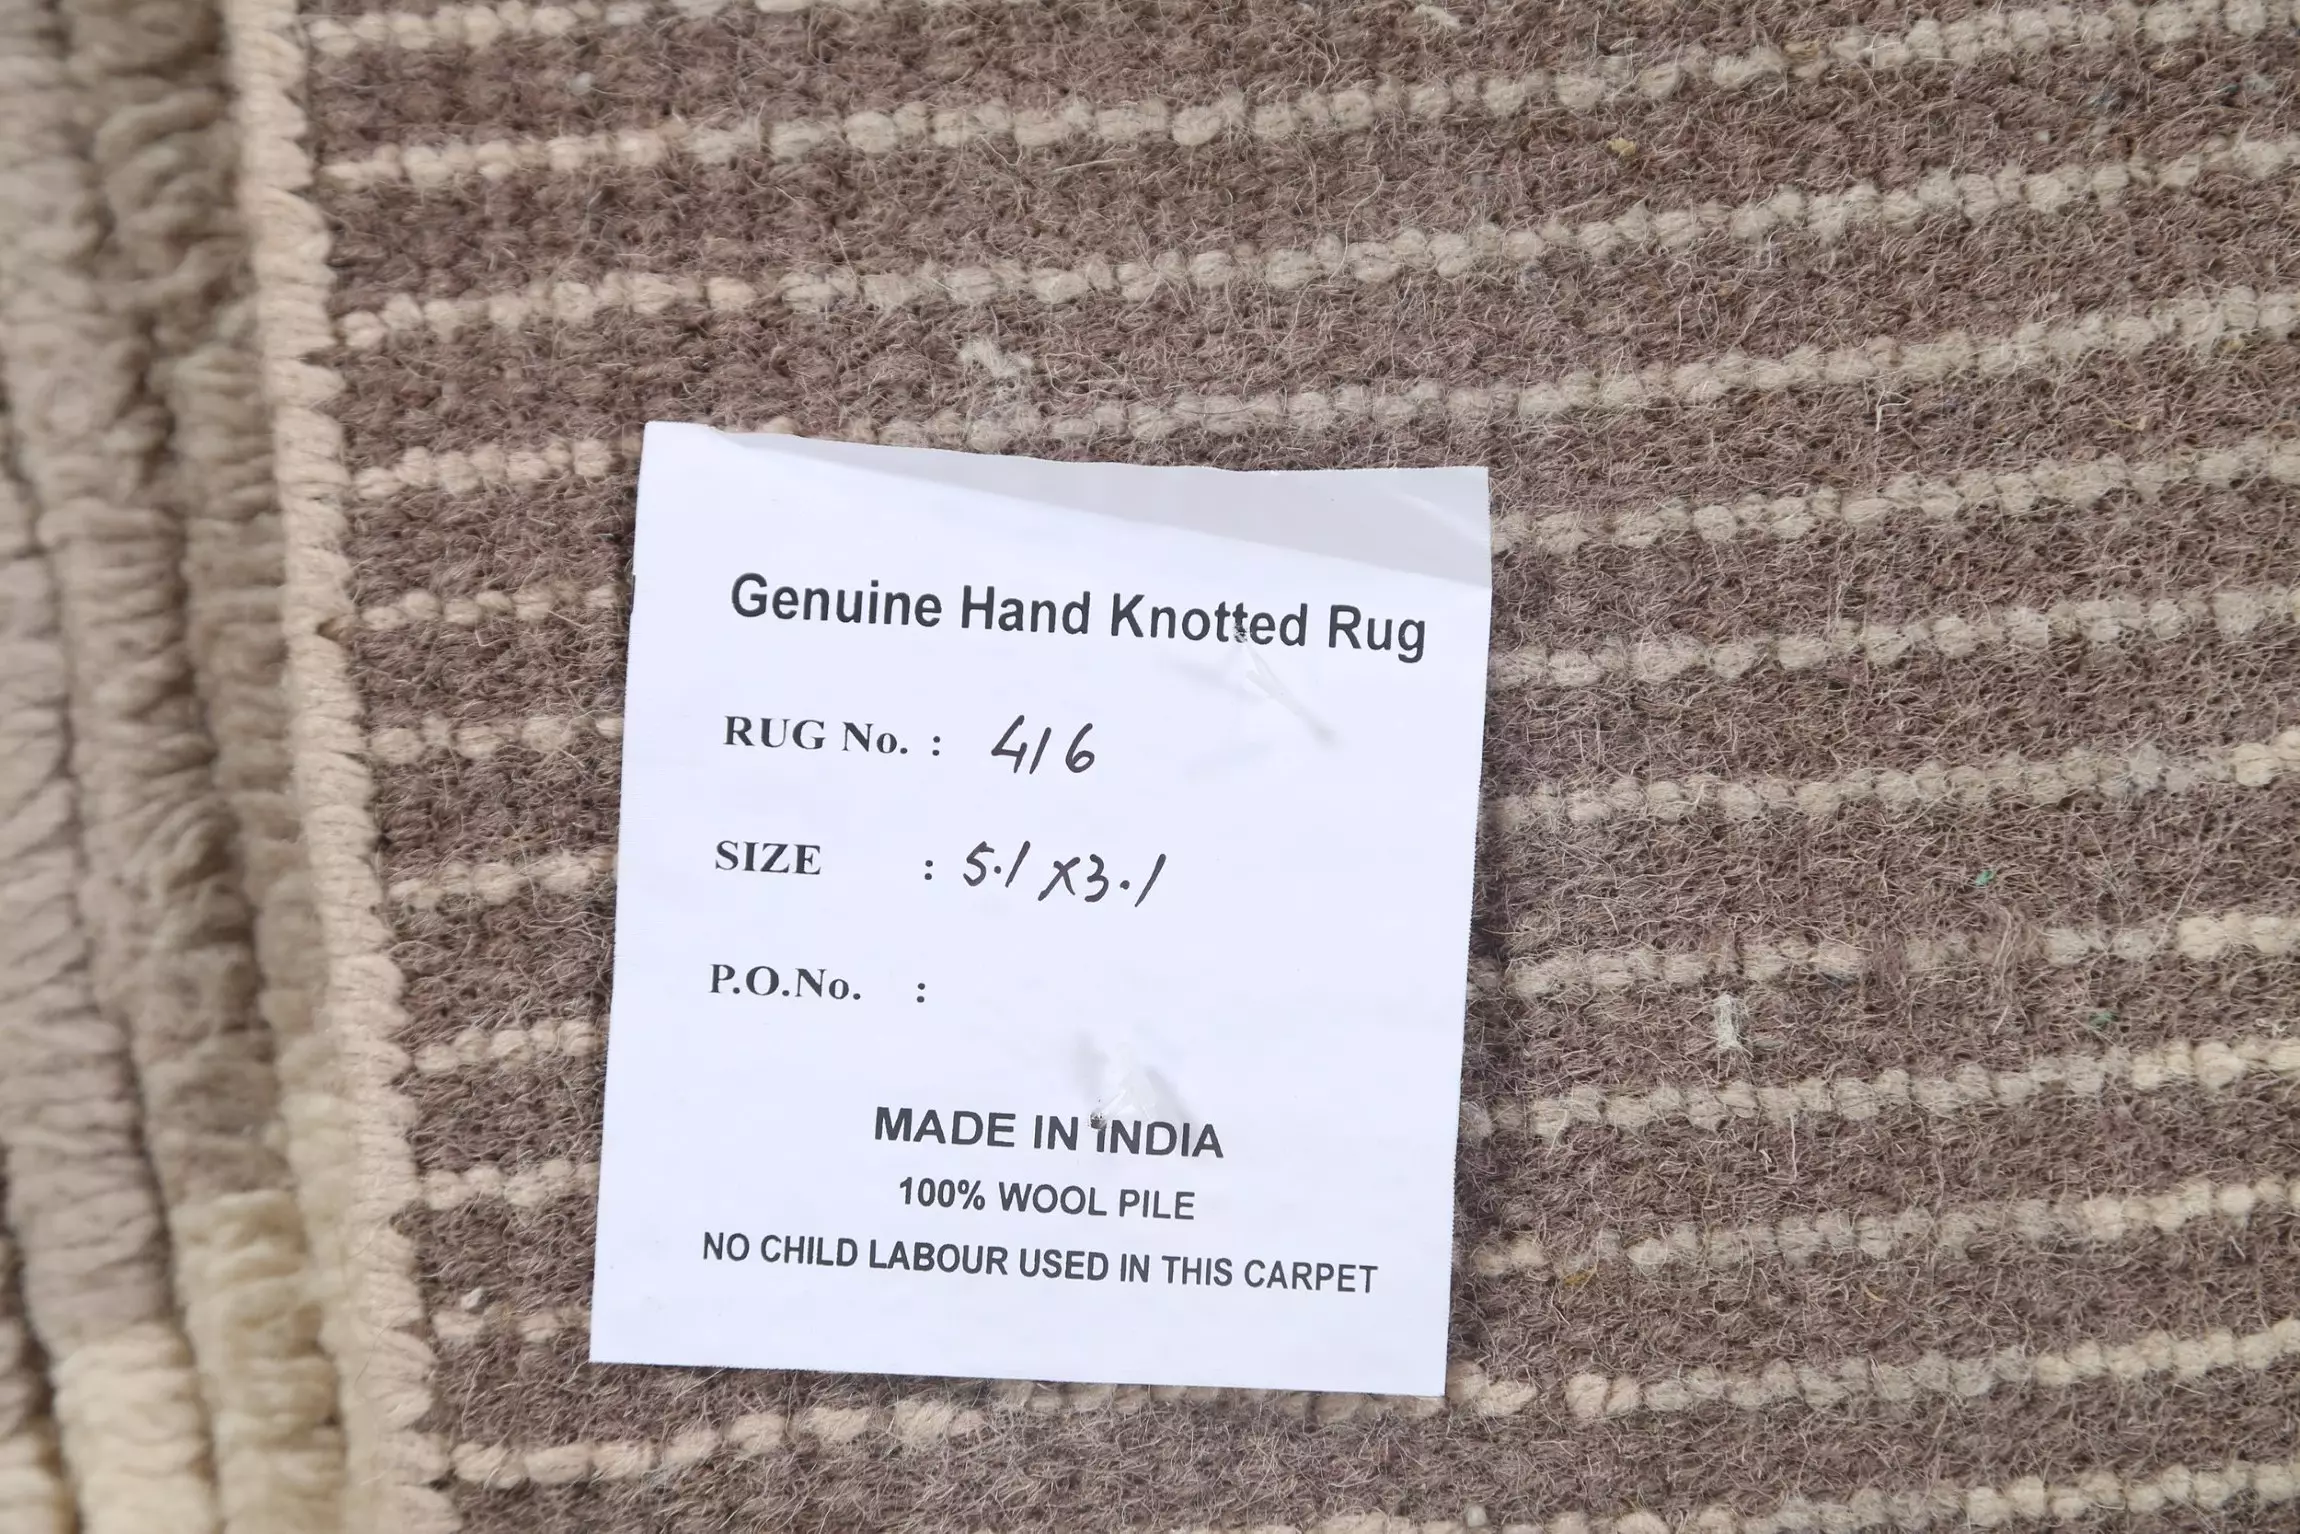 Genuine Hand Knotted Rug
RUG No. : 416
SIZE : 5.1 x3.1
P.O.No. :
MADE IN INDIA
100% WOOL PILE
NO CHILD LABOUR USED IN THIS CARPET